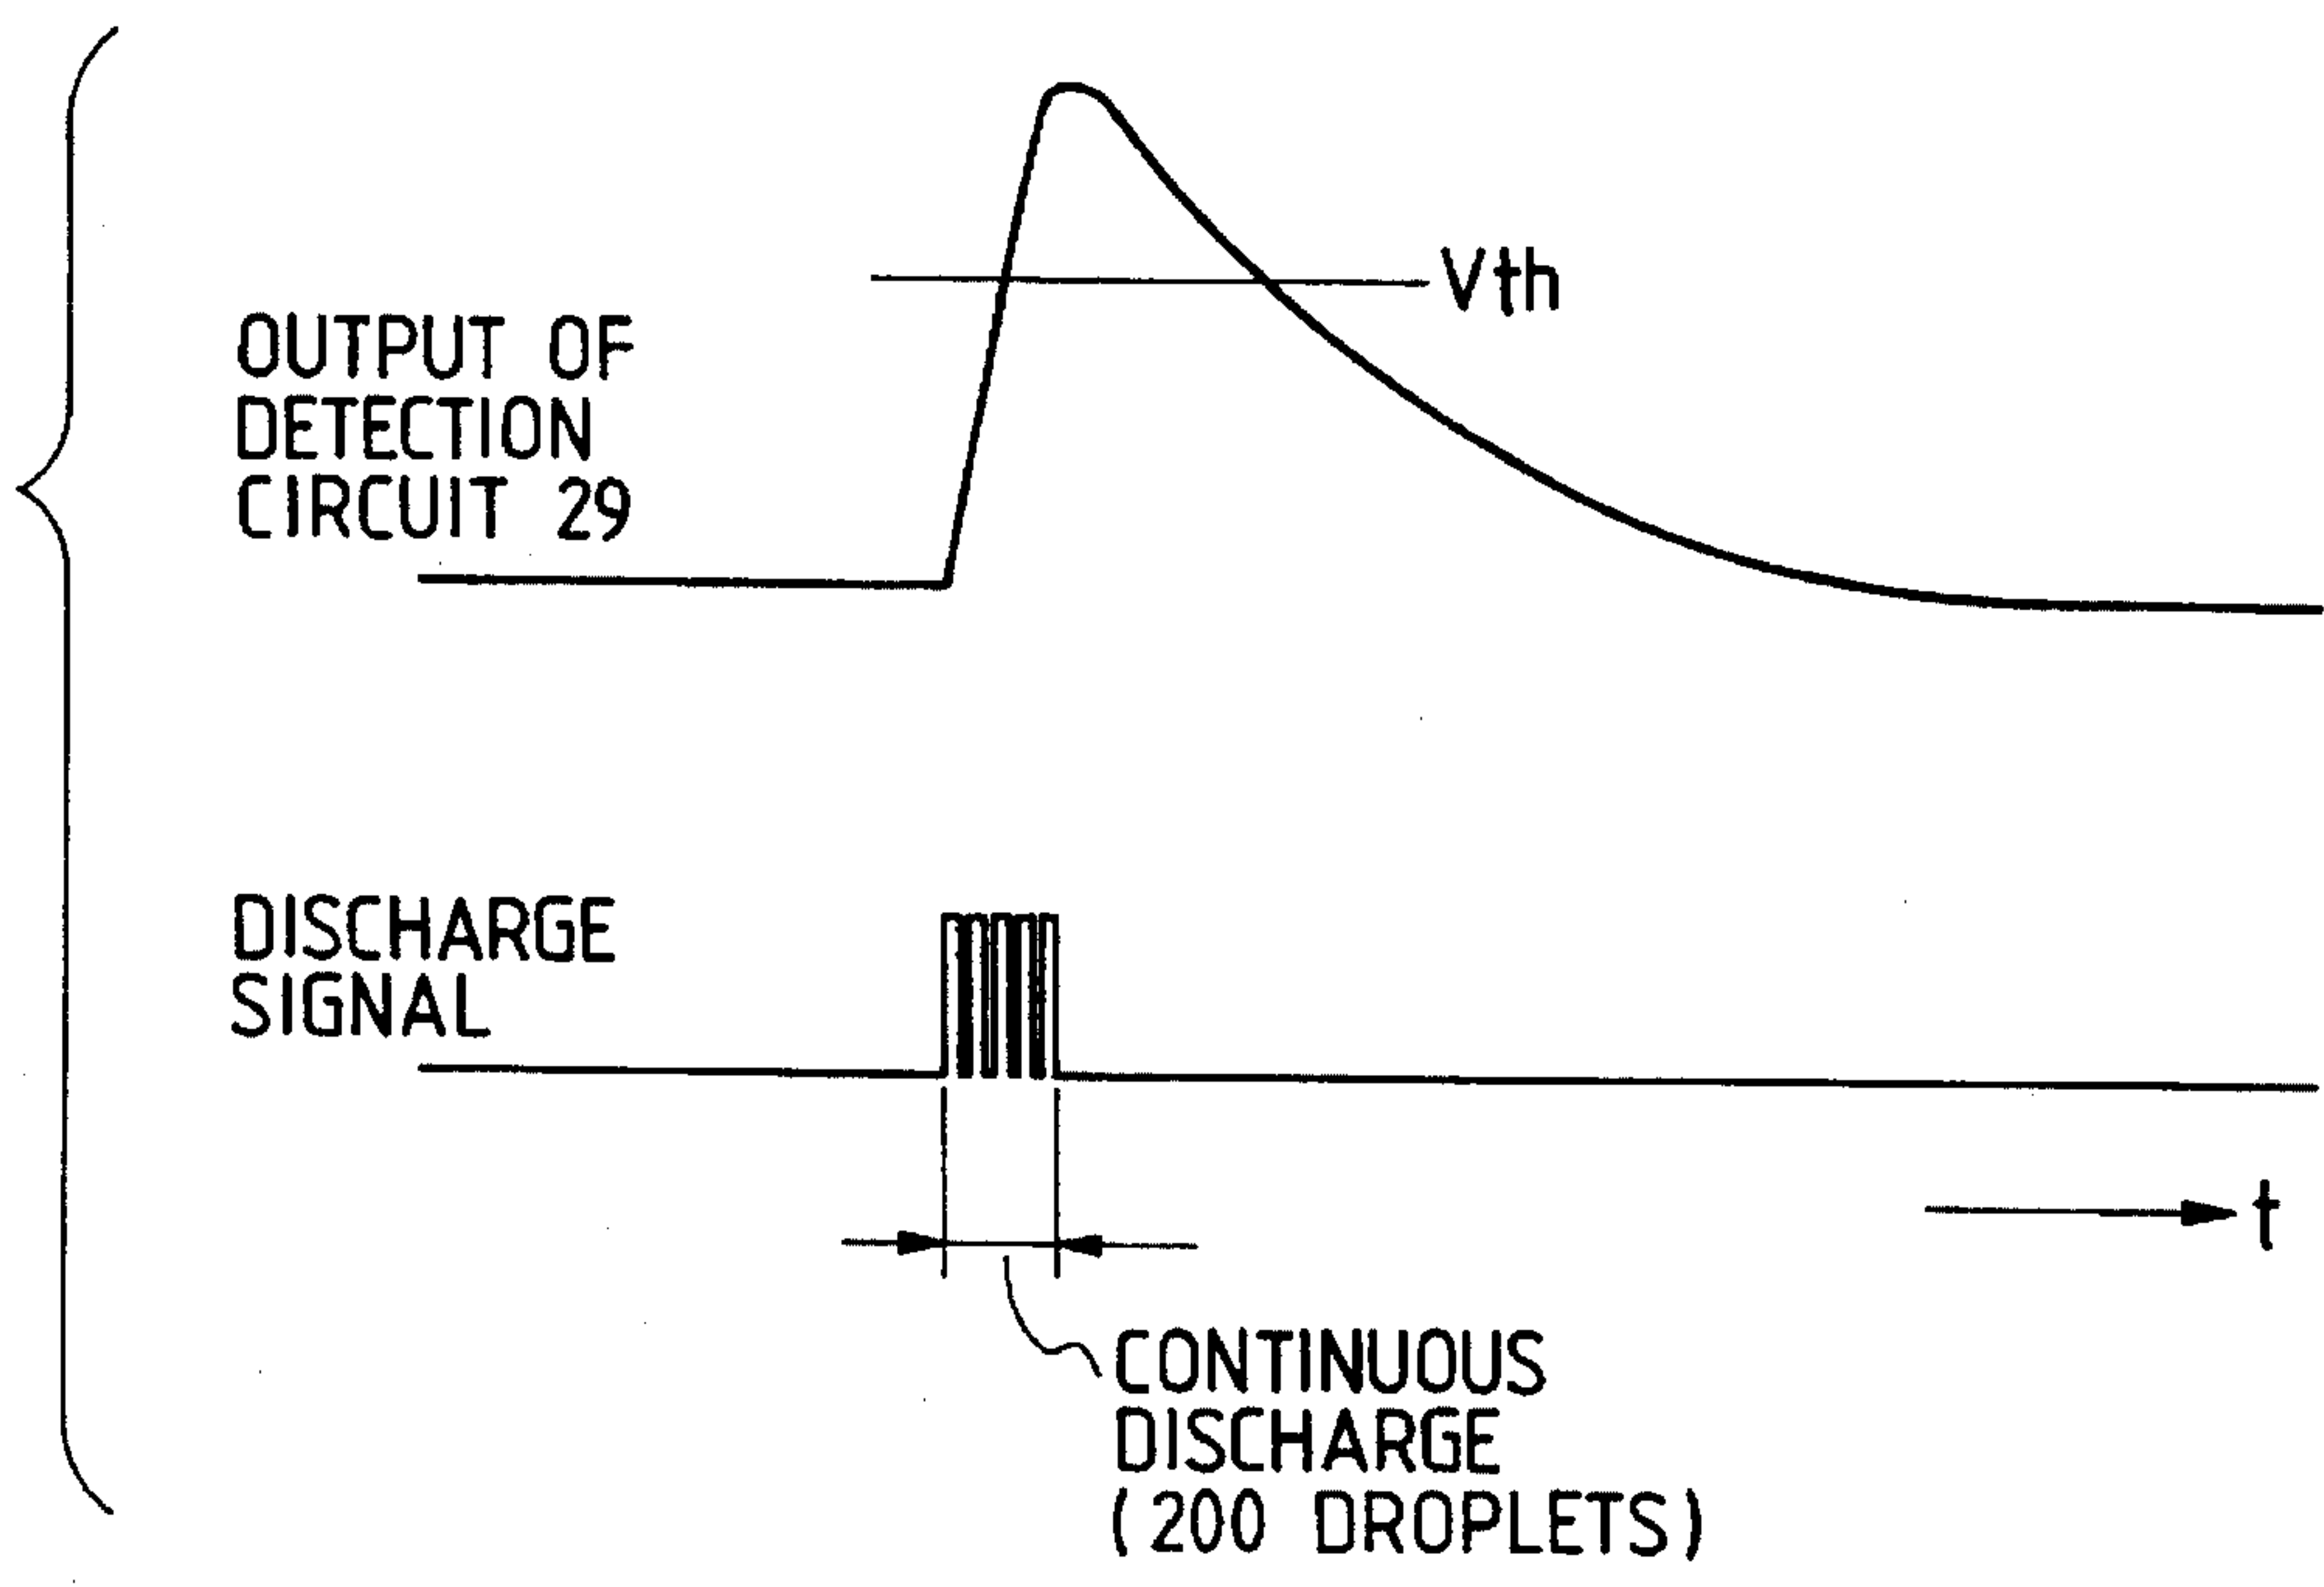 OUTPUT OF
DETECTION
CIRCUIT 29
Vth
DISCHARGE
SIGNAL
t
CONTINUOUS
DISCHARGE
(200 DROPLETS)